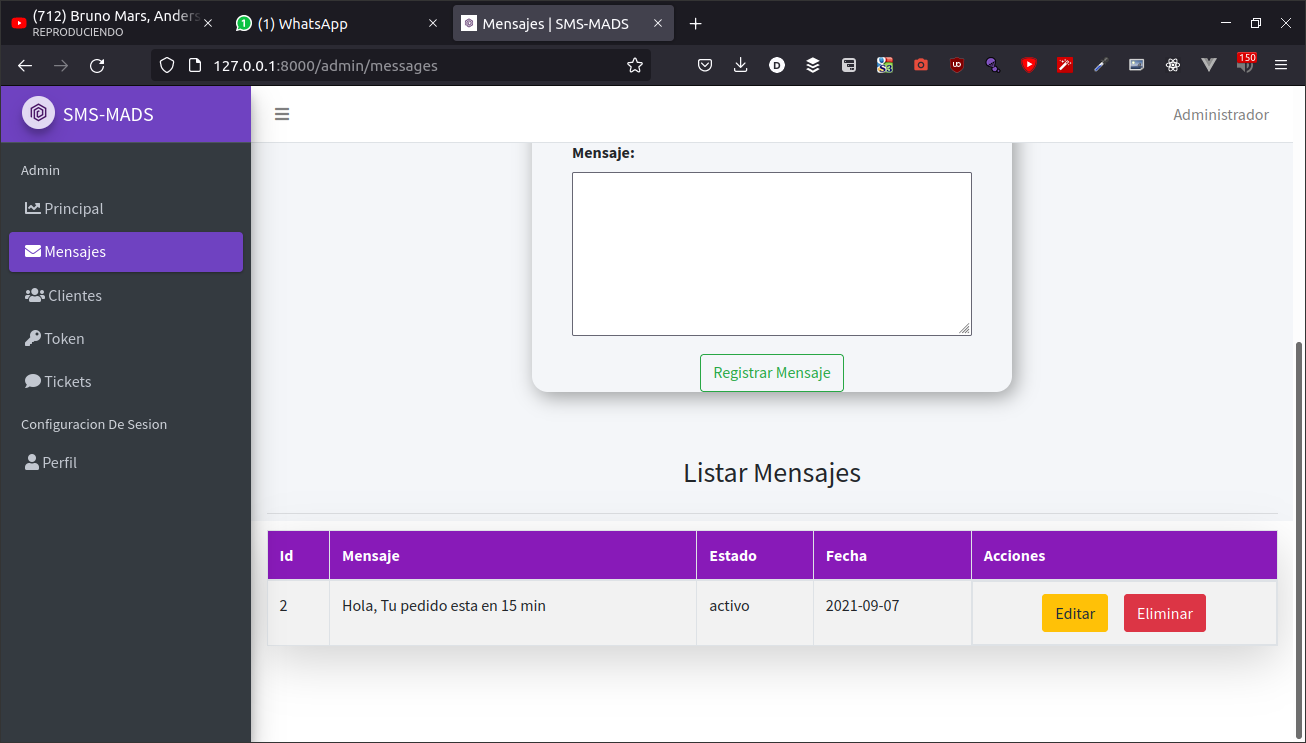 (712) Bruno Mars, Anders
REPRODUCIENDO
(1) WhatsApp
Mensajes | SMS-MADS
127.0.0.1:8000/admin/messages
150
SMS-MADS
Administrador
Admin
Principal
Mensajes
Clientes
Token
Tickets
Configuracion De Sesion
Perfil
Mensaje:
Registrar Mensaje
Listar Mensajes
Id Mensaje Estado Fecha Acciones
2 Hola, Tu pedido esta en 15 min activo 2021-09-07 Editar Eliminar